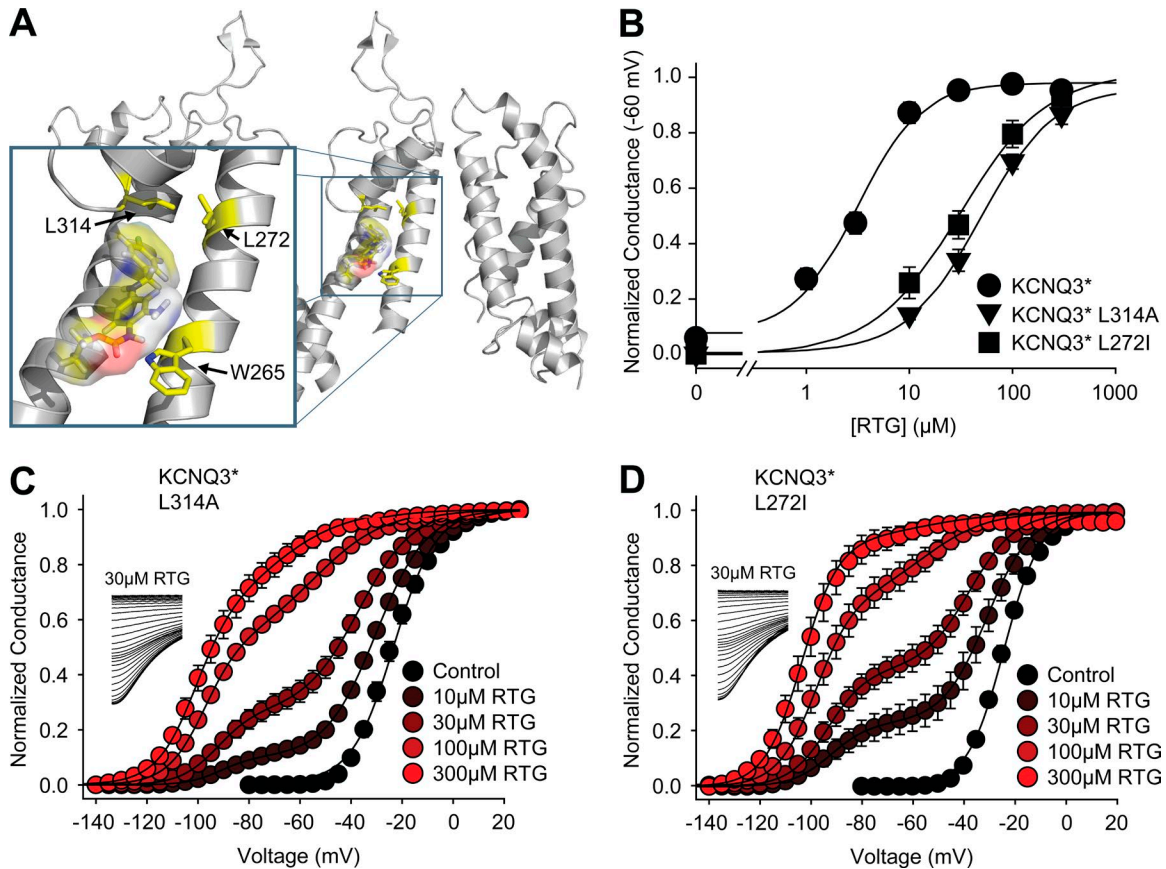 A
L314
L272
W265
B
Normalized Conductance (-60 mV)
1.0
0.8
0.6
0.4
0.2
0.0
KCNQ3*
KCNQ3* L314A
KCNQ3* L272I
0 1 10 100 1000
[RTG] (µM)
C
KCNQ3*
L314A
Normalized Conductance
1.0
0.8
0.6
0.4
0.2
0.0
30µM RTG
Control
10µM RTG
30µM RTG
100µM RTG
300µM RTG
-140 -120 -100 -80 -60 -40 -20 0 20
Voltage (mV)
D
KCNQ3*
L272I
Normalized Conductance
1.0
0.8
0.6
0.4
0.2
0.0
30µM RTG
Control
10µM RTG
30µM RTG
100µM RTG
300µM RTG
-140 -120 -100 -80 -60 -40 -20 0 20
Voltage (mV)